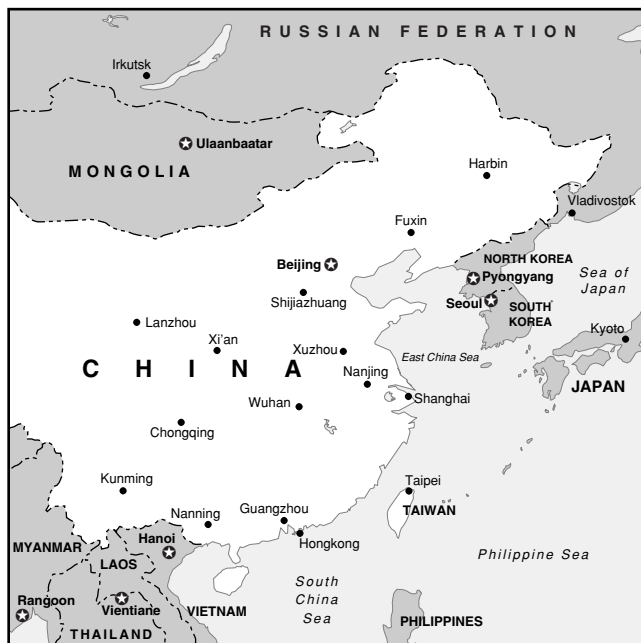 RUSSIAN FEDERATION
Irkutsk
Ulaanbaatar
MONGOLIA
Harbin
Vladivostok
Fuxin
NORTH KOREA
Beijing
Pyongyang
Sea of
Japan
Shijiazhuang
Seoul
SOUTH
KOREA
Lanzhou
Kyoto
Xi'an
Xuzhou
East China Sea
CHINA
Nanjing
JAPAN
Wuhan
Shanghai
Chongqing
Kunming
Taipei
Nanning
Guangzhou
TAIWAN
Hanoi
Hongkong
MYANMAR
LAOS
Philippine Sea
Rangoon
Vientiane
VIETNAM
South
China
Sea
PHILIPPINES
THAILAND